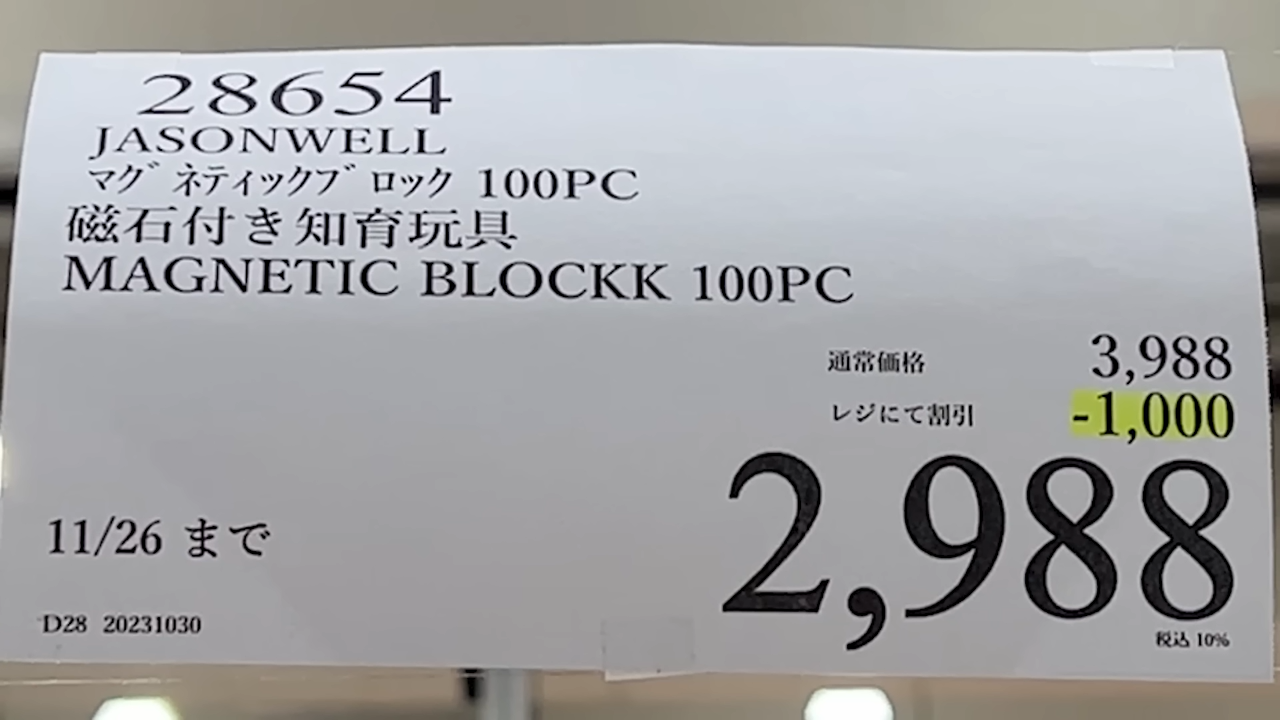 28654
JASONWELL
マグネティックブロック 100PC
磁石付き知育玩具
MAGNETIC BLOCKK 100PC
通常価格 3,988
レジにて割引 -1,000
2,988
11/26 まで
税込 10%
D28 20231030